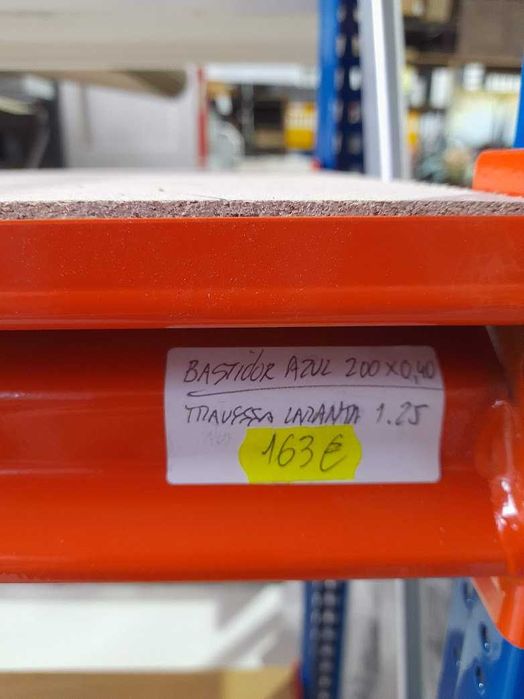 BASTIDOR AZUL 200x0,40
TRAVESSA LARANJA 1.25
163€